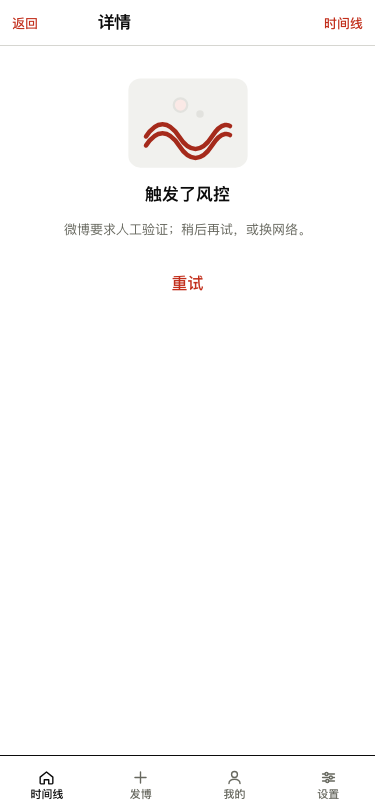 返回 详情 时间线
触发了风控
微博要求人工验证；稍后再试，或换网络。
重试
时间线 发博 我的 设置